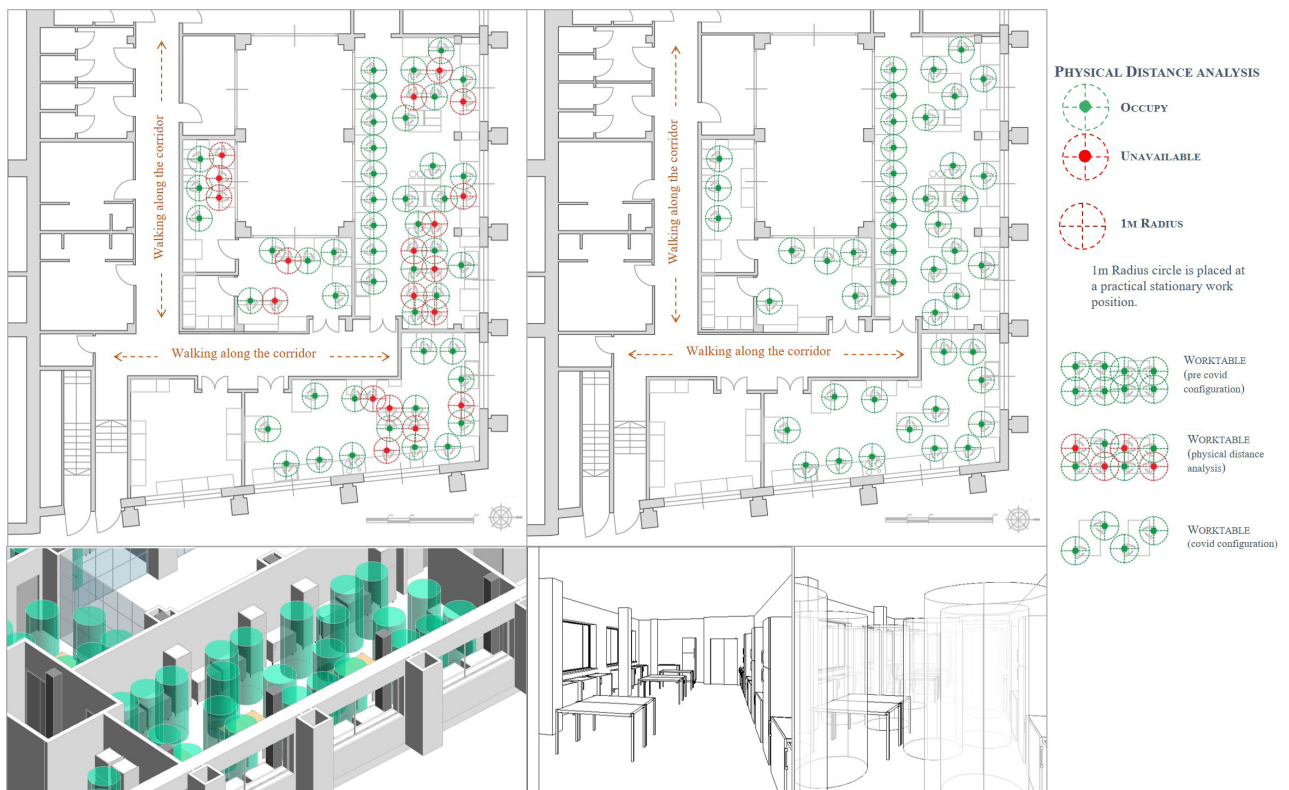 Walking along the corridor
Walking along the corridor
Walking along the corridor
Walking along the corridor
PHYSICAL DISTANCE ANALYSIS
OCCUPY
UNAVAILABLE
1M RADIUS
1m Radius circle is placed at
a practical stationary work
position.
WORKTABLE
(pre covid
configuration)
WORKTABLE
(physical distance
analysis)
WORKTABLE
(covid configuration)